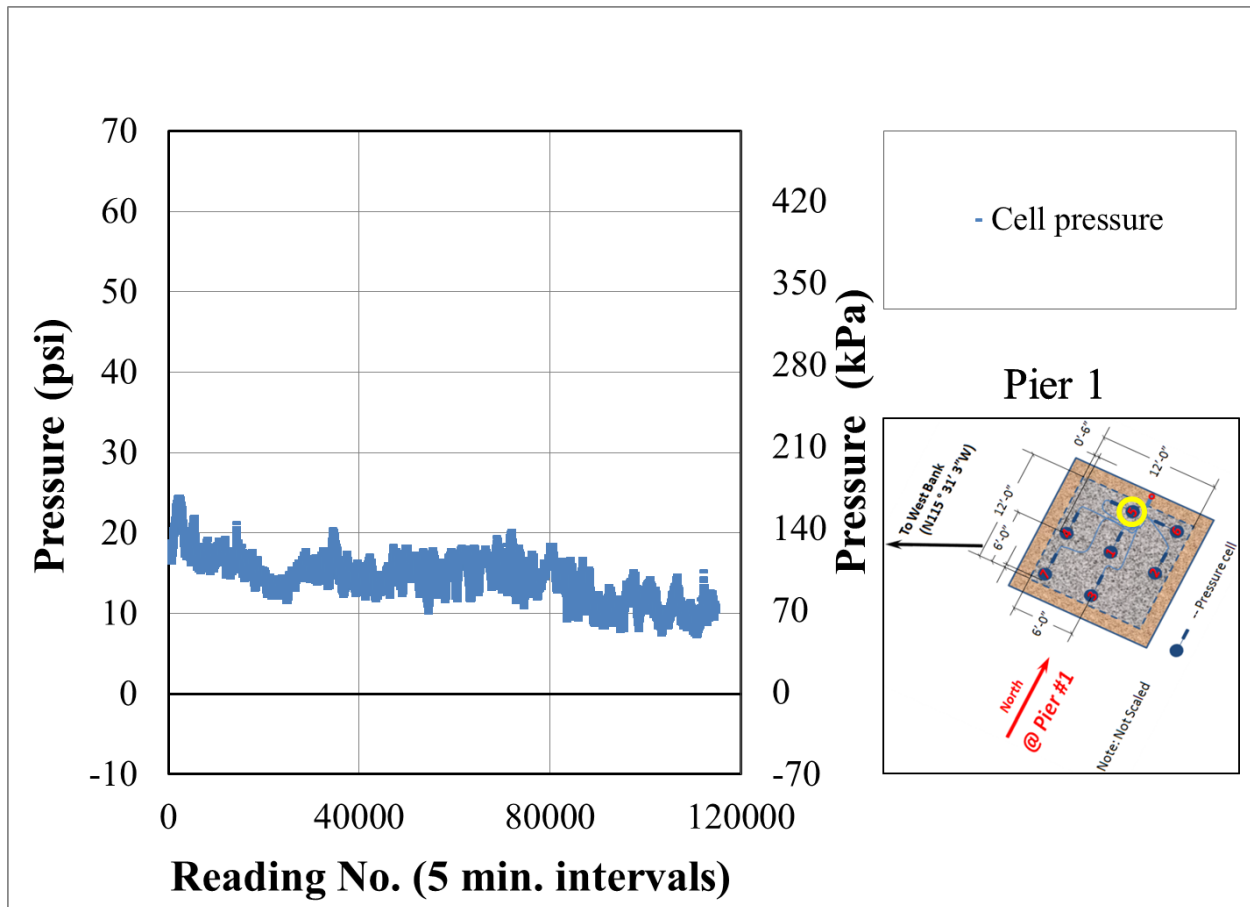 70
60
50
40
30
20
10
0
-10
Pressure (psi)
0
40000
80000
120000
Reading No. (5 min. intervals)
420
350
280
210
140
70
0
-70
Pressure (kPa)
Cell pressure
Pier 1
To West Bank
(N115 ° 31' 3"W)
0'-6"
12'-0"
12'-0"
6'-0"
6'-0"
North
@ Pier #1
-- Pressure cell
Note: Not Scaled